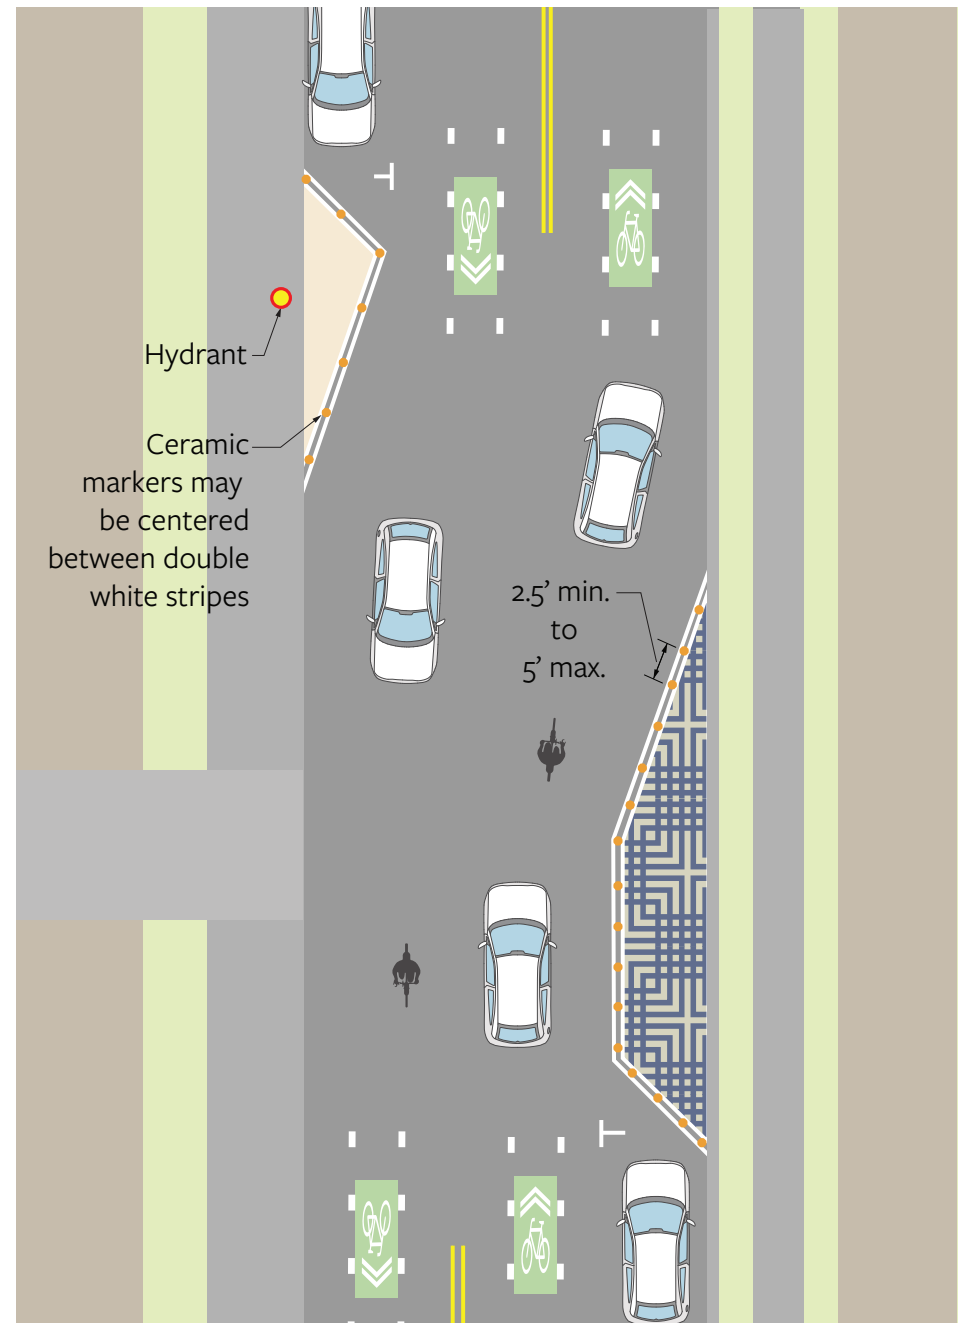 Hydrant
Ceramic
markers may
be centered
between double
white stripes
2.5’ min.
to
5’ max.